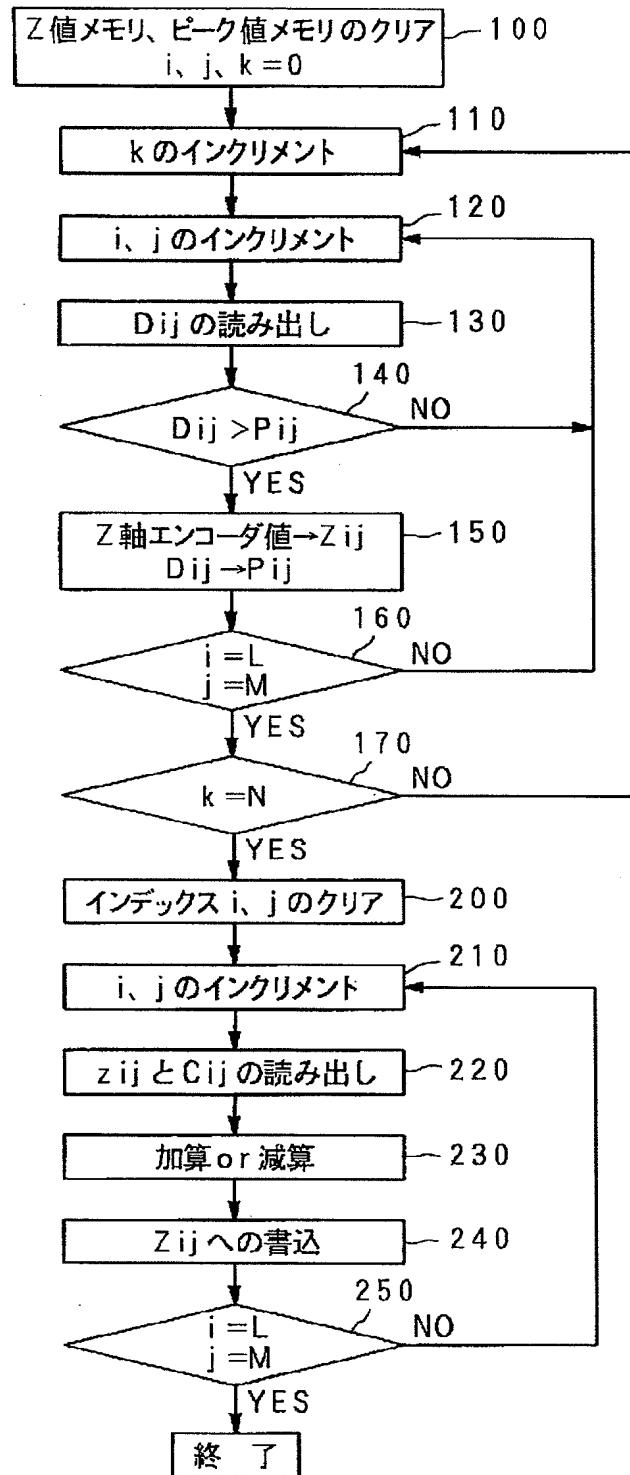 Z値メモリ、ピーク値メモリのクリア
i、j、k=0
100
kのインクリメント
110
i、jのインクリメント
120
Dijの読み出し
130
Dij>Pij
140
NO
YES
Z軸エンコーダ値→Zij
Dij→Pij
150
i=L
j=M
160
NO
YES
k=N
170
NO
YES
インデックスi、jのクリア
200
i、jのインクリメント
210
zijとCijの読み出し
220
加算or減算
230
Zijへの書込
240
i=L
j=M
250
NO
YES
終 了